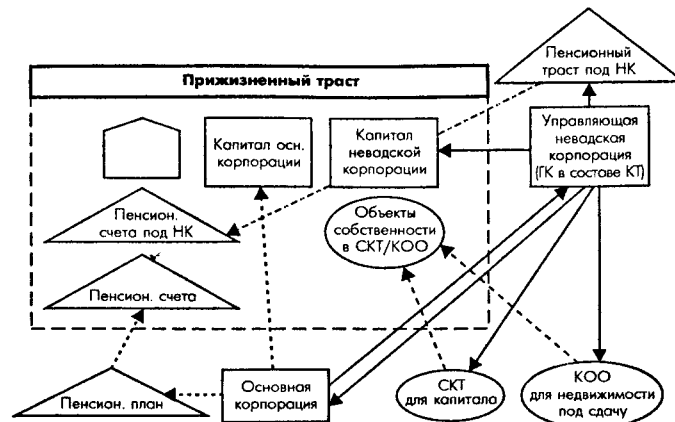 Пенсионный
траст под НК
Прижизненный траст
Капитал осн.
корпорации
Капитал
невадской
корпорации
Управляющая
невадская
корпорация
(ГК в составе КТ)
Пенсион.
счета под НК
Объекты
собственности
в СКТ/КОО
Пенсион. счета
Пенсион. план
Основная
корпорация
СКТ
для капитала
КОО
для недвижимости
под сдачу